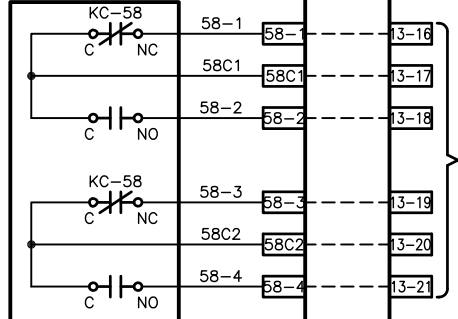 KC-58 58-1 58-1 13-16
C NC
58C1 58C1 13-17
58-2 58-2 13-18
C NO
KC-58 58-3 58-3 13-19
C NC
58C2 58C2 13-20
58-4 58-4 13-21
C NO